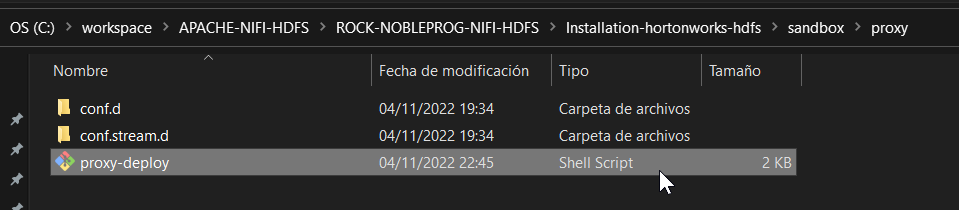 OS (C:) > workspace > APACHE-NIFI-HDFS > ROCK-NOBLEPROG-NIFI-HDFS > Installation-hortonworks-hdfs > sandbox > proxy
Nombre Fecha de modificación Tipo Tamaño
conf.d 04/11/2022 19:34 Carpeta de archivos
conf.stream.d 04/11/2022 19:34 Carpeta de archivos
proxy-deploy 04/11/2022 22:45 Shell Script 2 KB